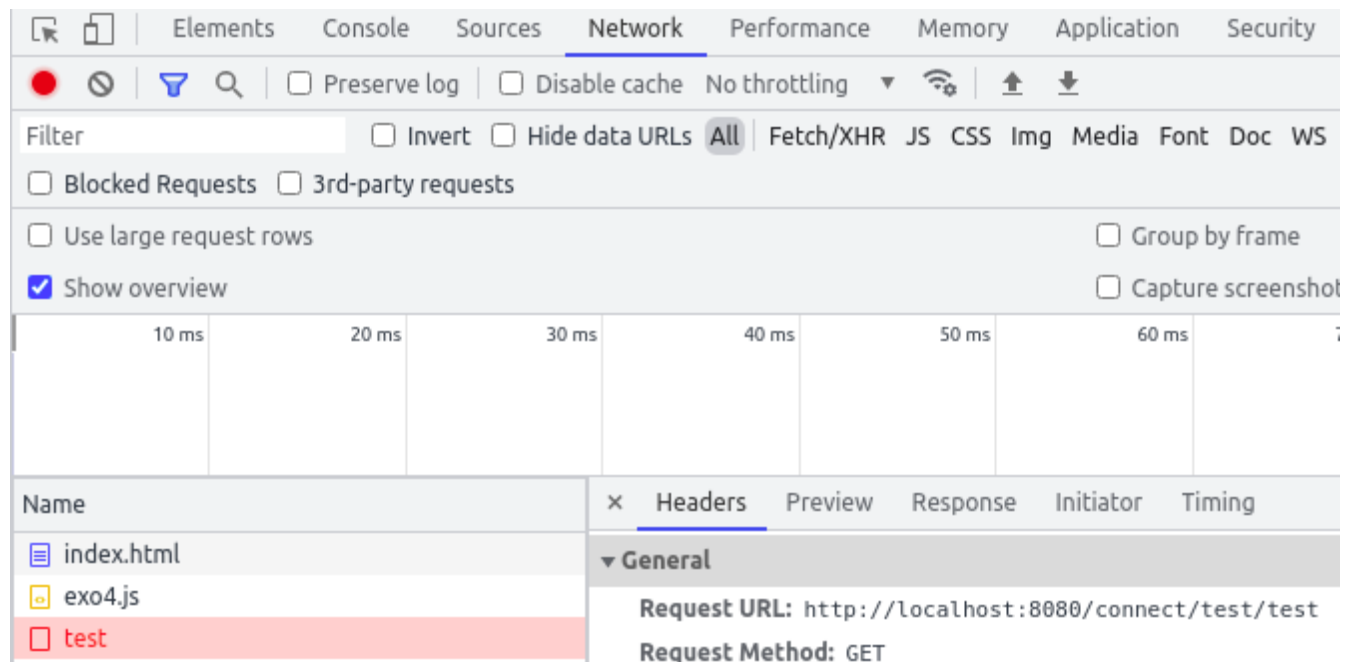 Elements Console Sources Network Performance Memory Application Security
Preserve log Disable cache No throttling
Filter Invert Hide data URLs All Fetch/XHR JS CSS Img Media Font Doc WS
Blocked Requests 3rd-party requests
Use large request rows Group by frame
Show overview Capture screenshot
10 ms 20 ms 30 ms 40 ms 50 ms 60 ms
Name Headers Preview Response Initiator Timing
index.html General
exo4.js Request URL: http://localhost:8080/connect/test/test
test Request Method: GET